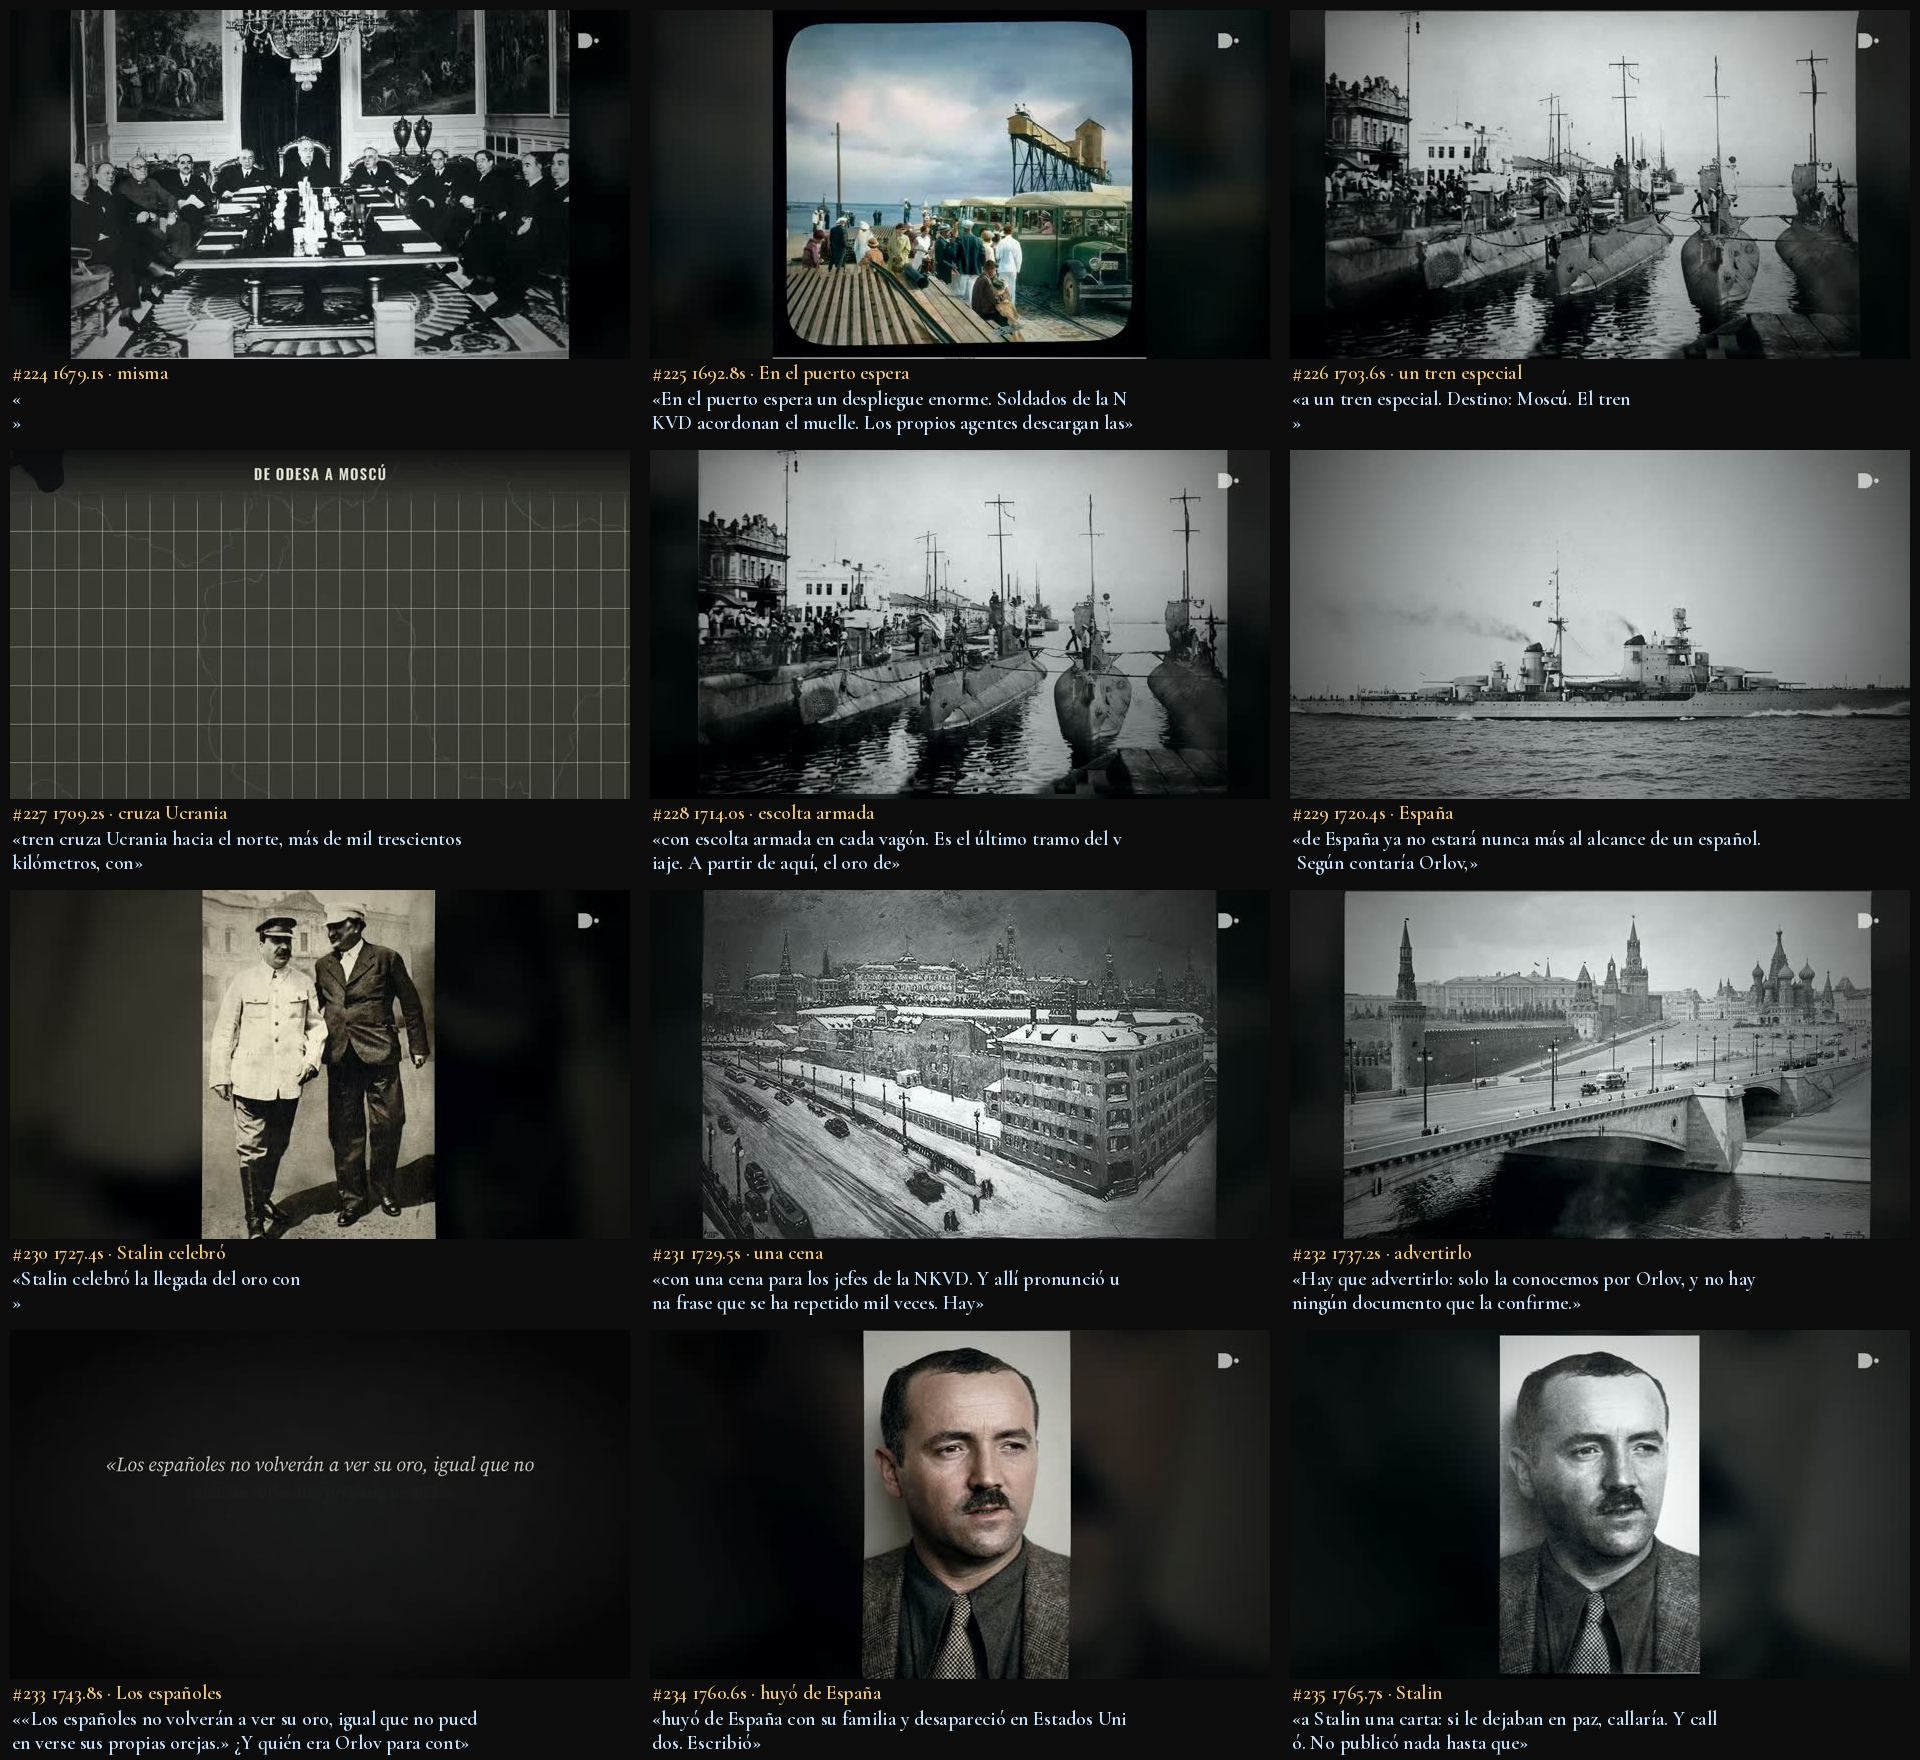 #224 1679.1s · misma
«
»
#225 1692.8s · En el puerto espera
«En el puerto espera un despliegue enorme. Soldados de la N
KVD acordonan el muelle. Los propios agentes descargan las»
#226 1703.6s · un tren especial
«a un tren especial. Destino: Moscú. El tren
»
DE ODESA A MOSCÚ
#227 1709.2s · cruza Ucrania
«tren cruza Ucrania hacia el norte, más de mil trescientos
kilómetros, con»
#228 1714.0s · escolta armada
«con escolta armada en cada vagón. Es el último tramo del v
iaje. A partir de aquí, el oro de»
#229 1720.4s · España
«de España ya no estará nunca más al alcance de un español.
Según contaría Orlov,»
#230 1727.4s · Stalin celebró
«Stalin celebró la llegada del oro con
»
#231 1729.5s · una cena
«con una cena para los jefes de la NKVD. Y allí pronunció u
na frase que se ha repetido mil veces. Hay»
#232 1737.2s · advertirlo
«Hay que advertirlo: solo la conocemos por Orlov, y no hay
ningún documento que la confirme.»
«Los españoles no volverán a ver su oro, igual que no
#233 1743.8s · Los españoles
««Los españoles no volverán a ver su oro, igual que no pued
en verse sus propias orejas.» ¿Y quién era Orlov para cont»
#234 1760.6s · huyó de España
«huyó de España con su familia y desapareció en Estados Uni
dos. Escribió»
#235 1765.7s · Stalin
«a Stalin una carta: si le dejaban en paz, callaría. Y call
ó. No publicó nada hasta que»